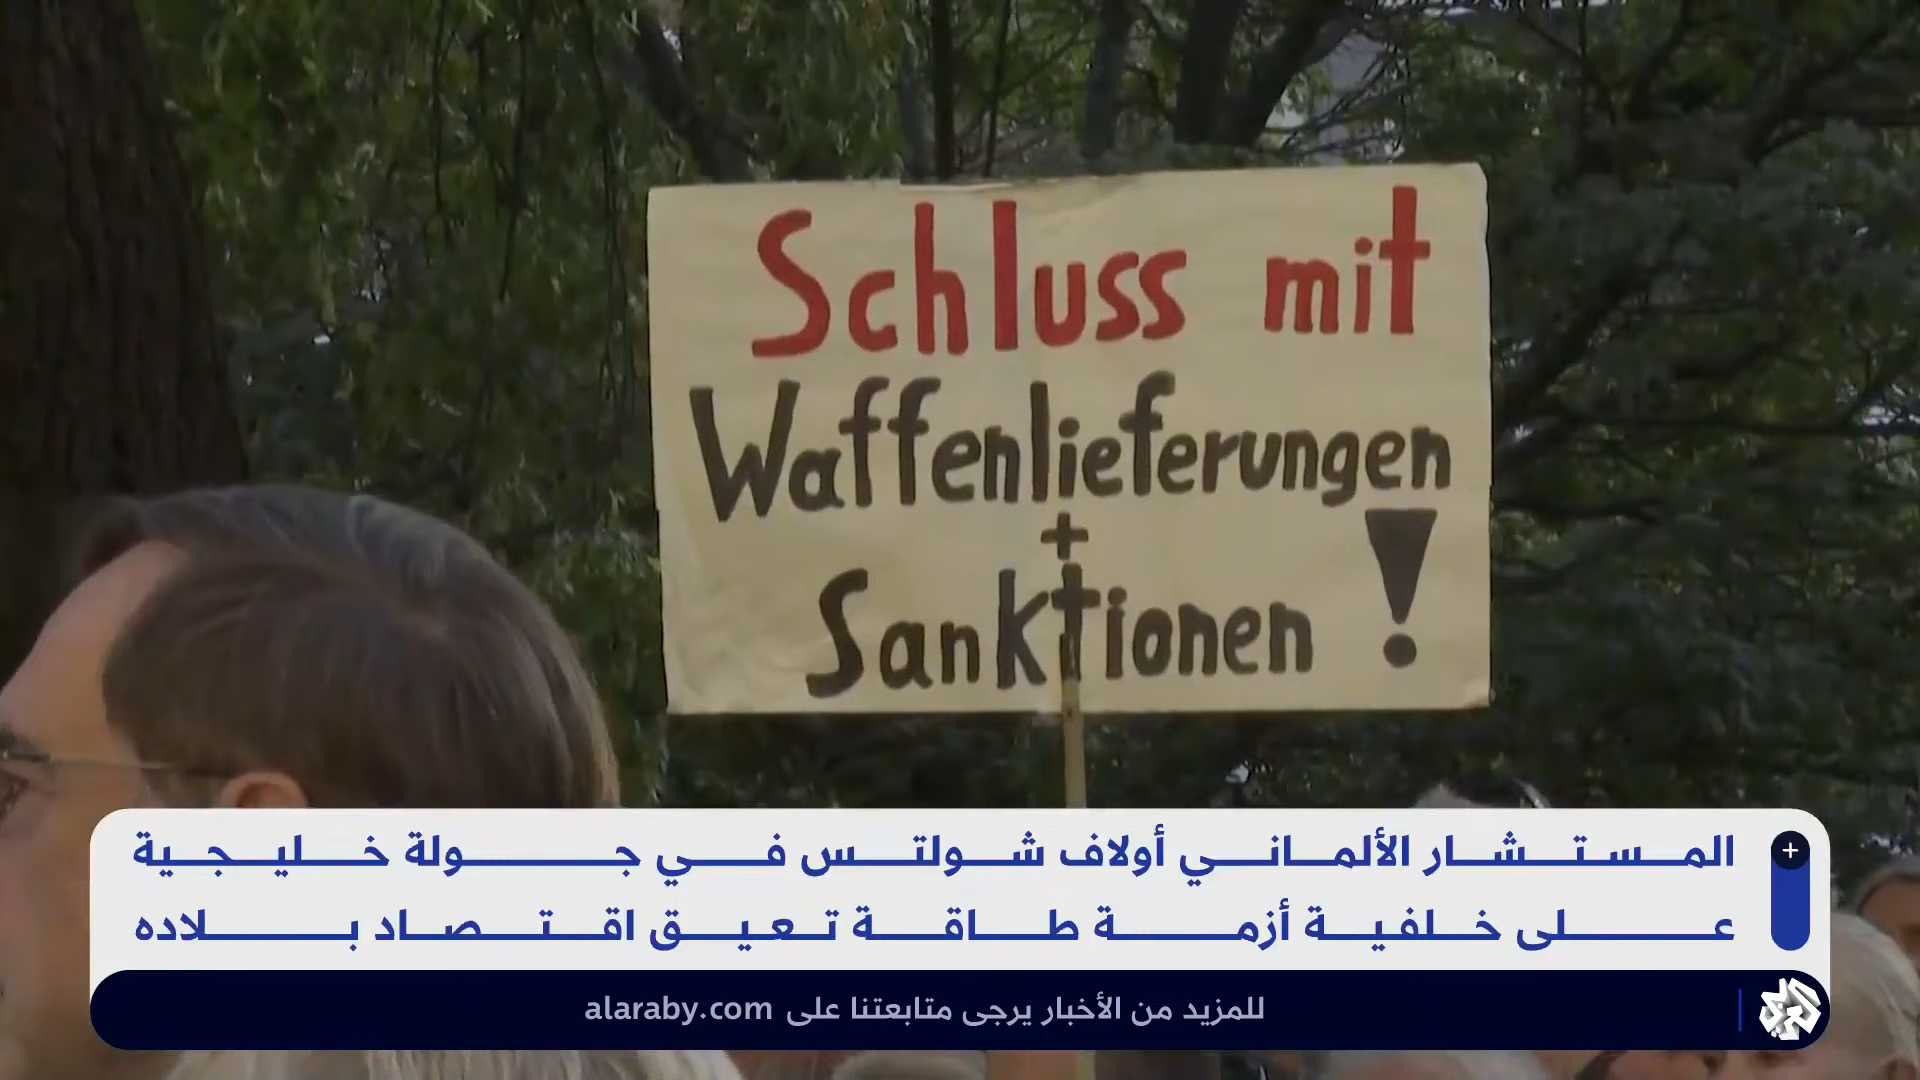 Schluss mit
Waffenlieferungen
+
Sanktionen !
المستشار الألماني أولاف شولتس في جولة خليجية
على خلفية أزمة طاقة تعيق اقتصاد بلاده
للمزيد من الأخبار يرجى متابعتنا على alaraby.com